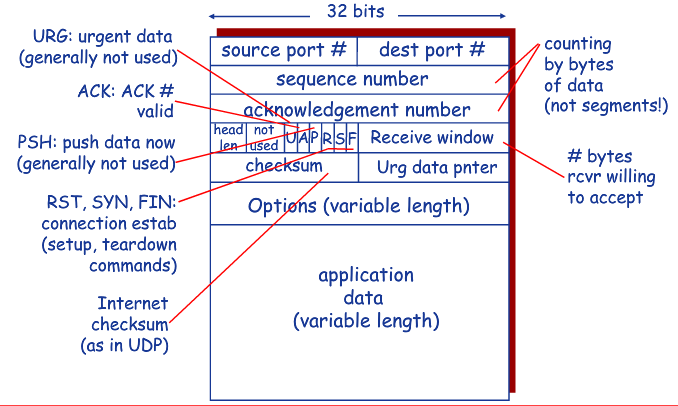 32 bits
URG: urgent data
(generally not used)
ACK: ACK #
valid
PSH: push data now
(generally not used)
RST, SYN, FIN:
connection estab
(setup, teardown
commands)
Internet
checksum
(as in UDP)
source port #
dest port #
sequence number
acknowledgement number
head
len
not
used
U
A
P
R
S
F
Receive window
checksum
Urg data pnter
Options (variable length)
application
data
(variable length)
counting
by bytes
of data
(not segments!)
# bytes
rcvr willing
to accept